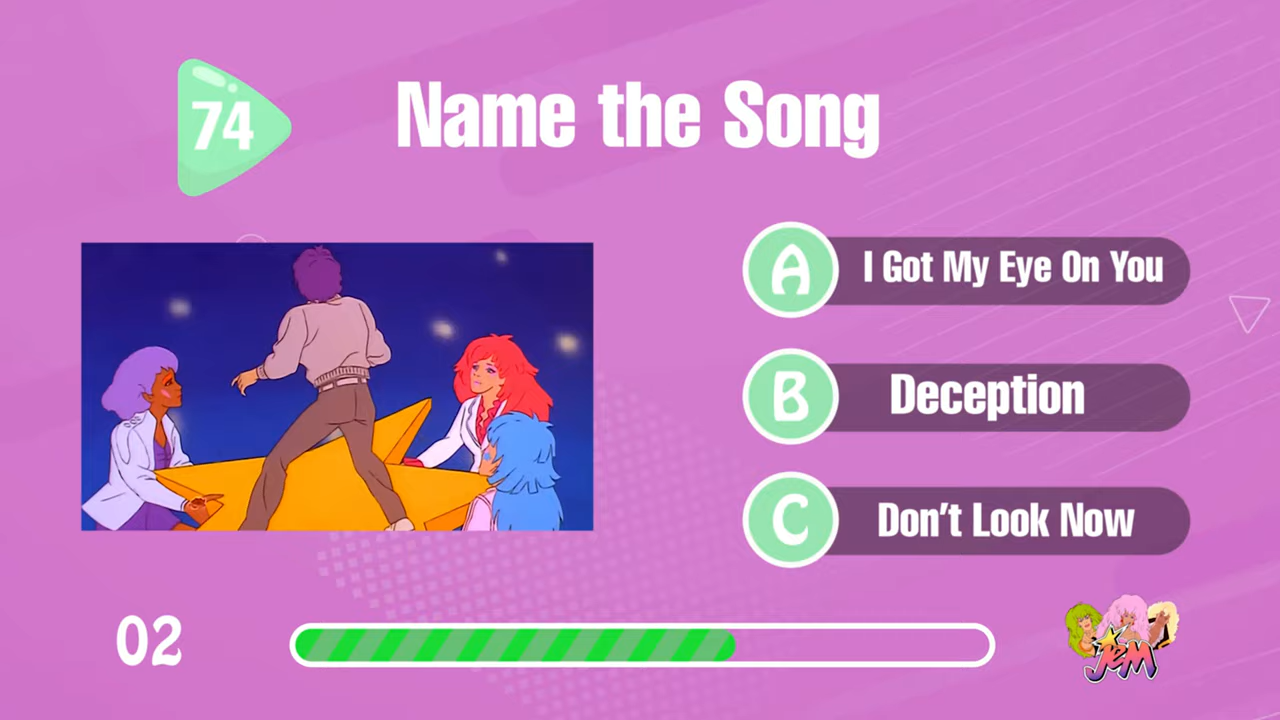 74
Name the Song
A
I Got My Eye On You
B
Deception
C
Don't Look Now
02
JEM